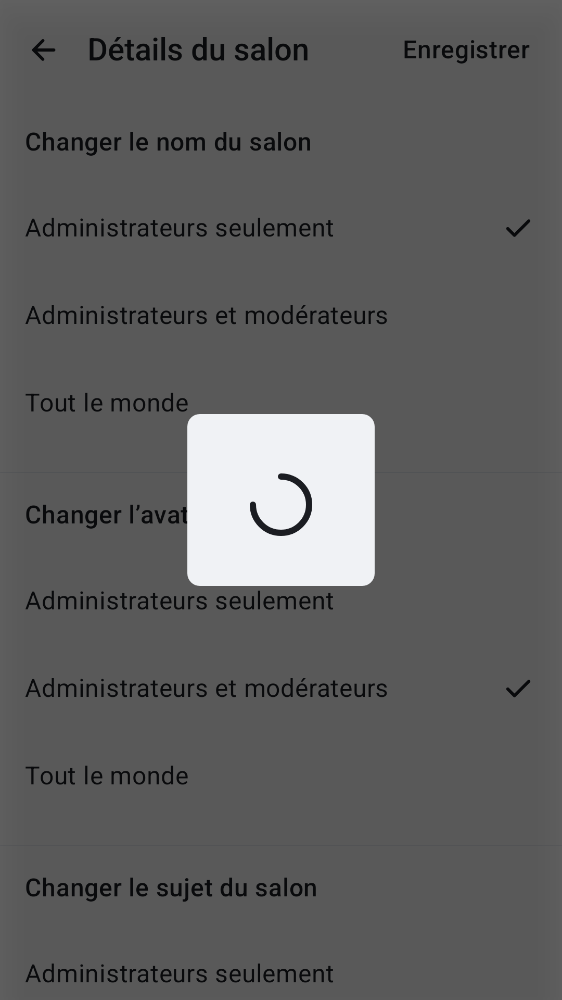 Détails du salon
Enregistrer
Changer le nom du salon
Administrateurs seulement
Administrateurs et modérateurs
Tout le monde
Changer l’avat
Administrateurs seulement
Administrateurs et modérateurs
Tout le monde
Changer le sujet du salon
Administrateurs seulement